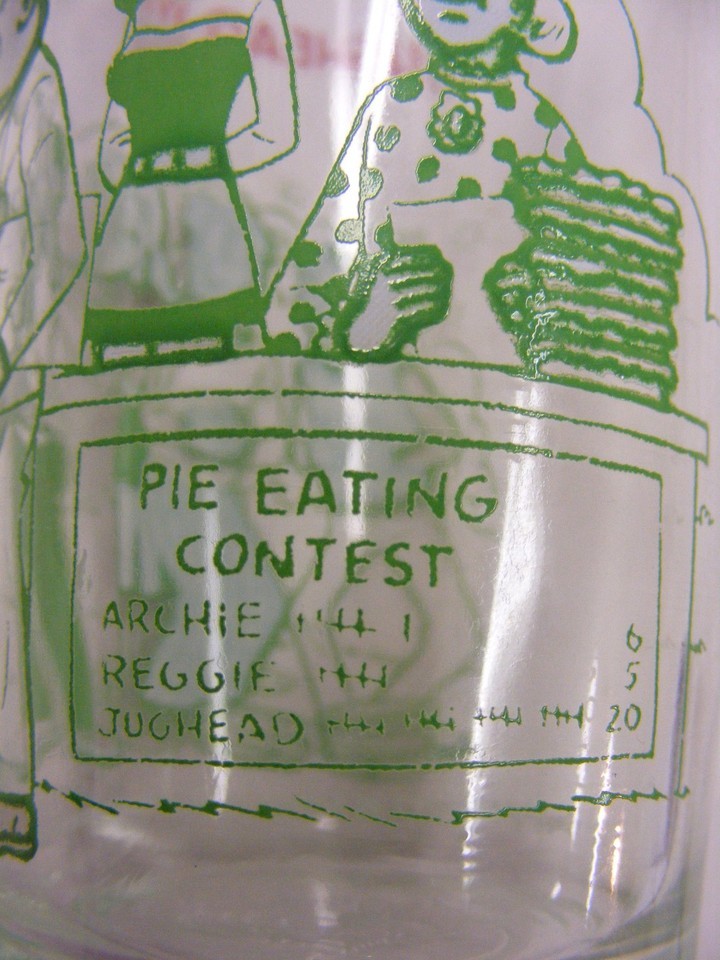 PIE EATING
CONTEST
ARCHIE 6
REGGIE 5
JUGHEAD 20